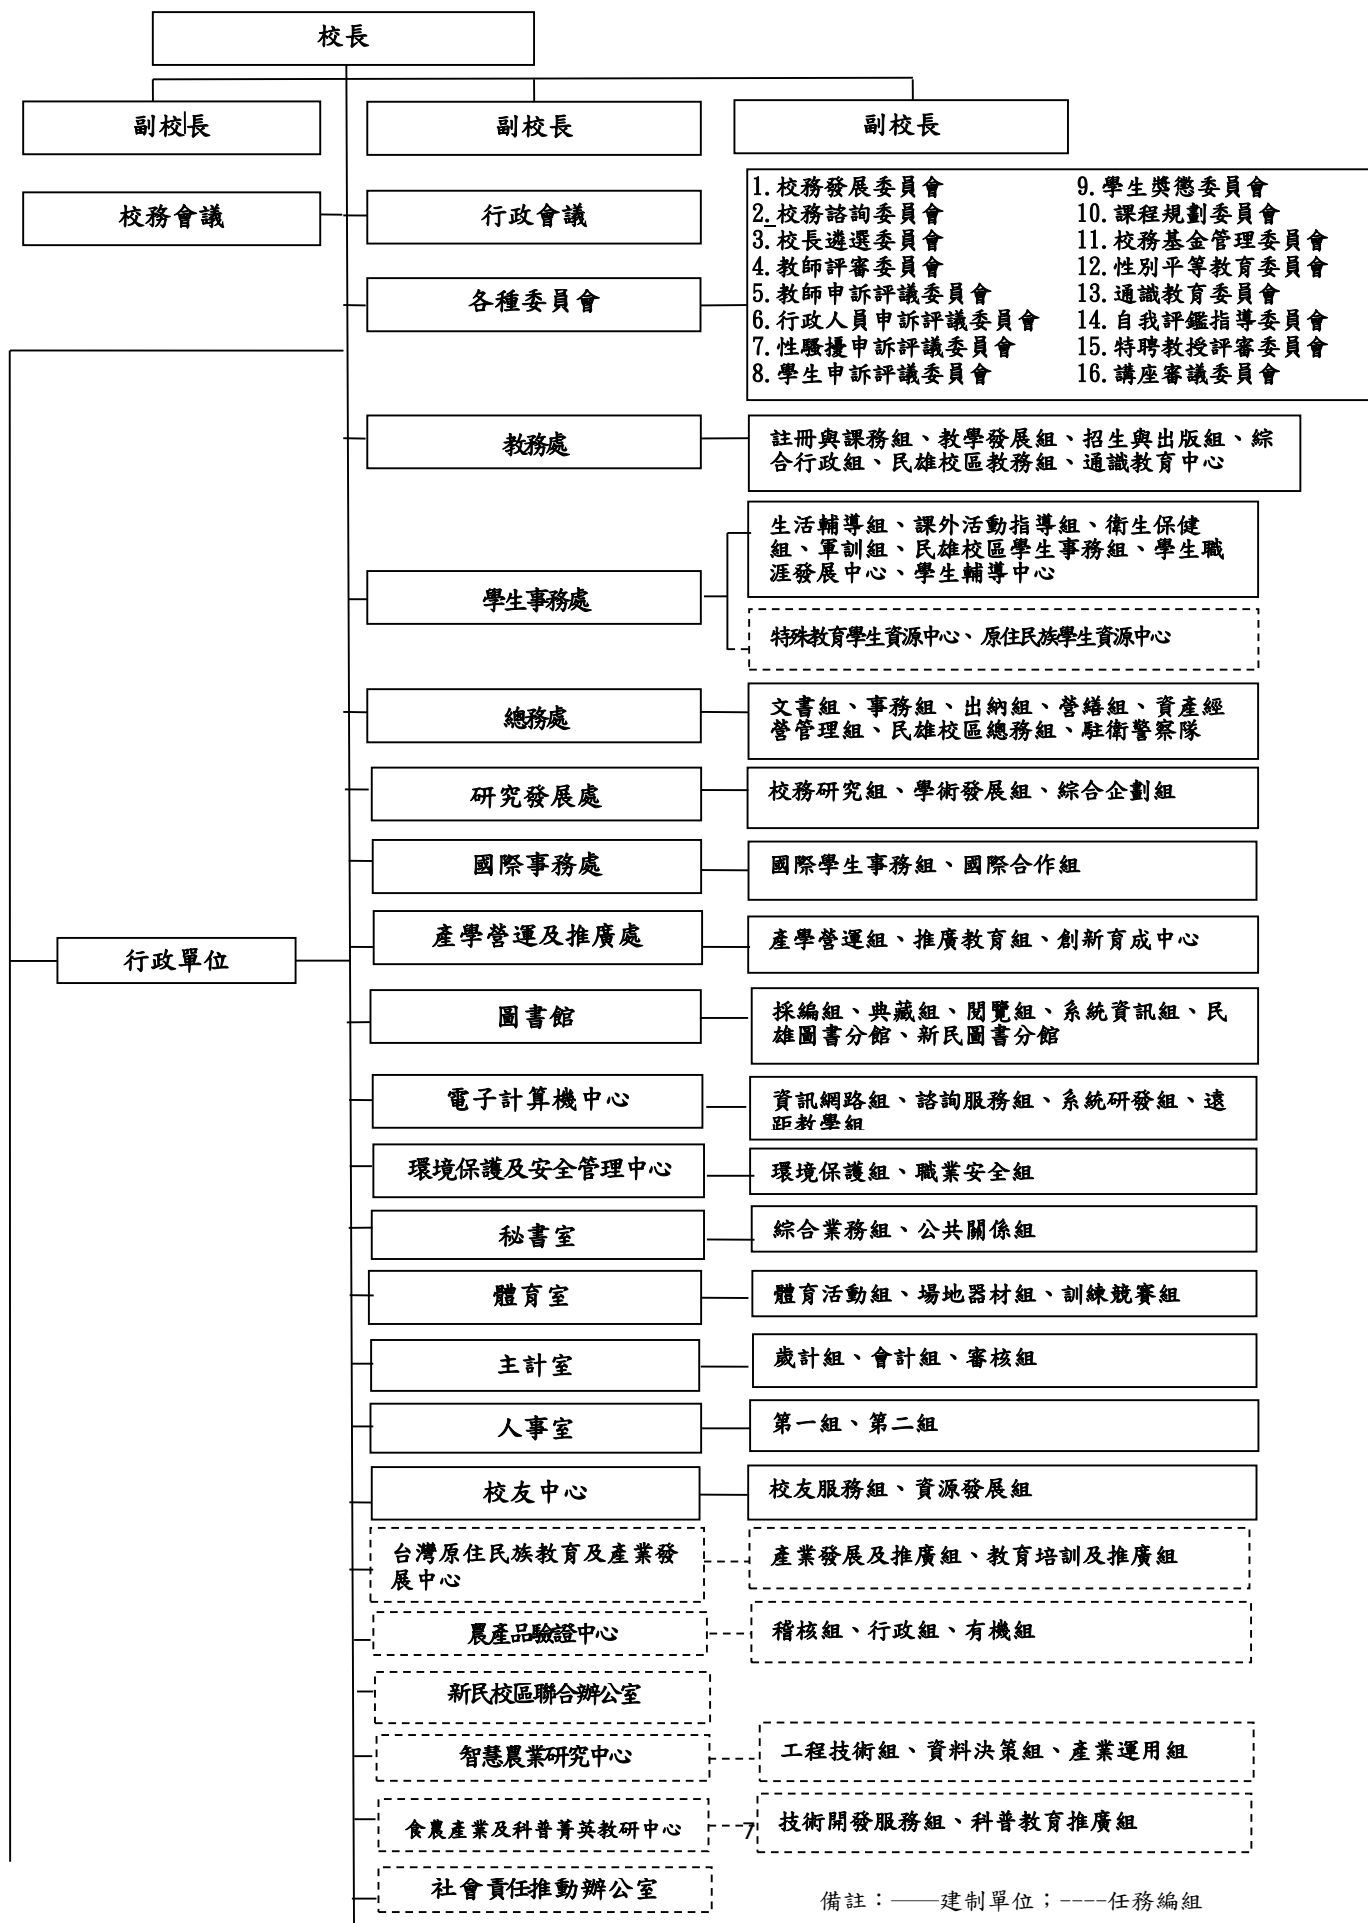 校長
副校長
副校長
副校長
校務會議
行政會議
各種委員會
1.校務發展委員會
2.校務諮詢委員會
3.校長遴選委員會
4.教師評審委員會
5.教師申訴評議委員會
6.行政人員申訴評議委員會
7.性騷擾申訴評議委員會
8.學生申訴評議委員會
9.學生獎懲委員會
10.課程規劃委員會
11.校務基金管理委員會
12.性別平等教育委員會
13.通識教育委員會
14.自我評鑑指導委員會
15.特聘教授評審委員會
16.講座審議委員會
行政單位
教務處
註冊與課務組、教學發展組、招生與出版組、綜
合行政組、民雄校區教務組、通識教育中心
學生事務處
生活輔導組、課外活動指導組、衛生保健
組、軍訓組、民雄校區學生事務組、學生職
涯發展中心、學生輔導中心
特殊教育學生資源中心、原住民族學生資源中心
總務處
文書組、事務組、出納組、營繕組、資產經
營管理組、民雄校區總務組、駐衛警察隊
研究發展處
校務研究組、學術發展組、綜合企劃組
國際事務處
國際學生事務組、國際合作組
產學營運及推廣處
產學營運組、推廣教育組、創新育成中心
圖書館
採編組、典藏組、閱覽組、系統資訊組、民
雄圖書分館、新民圖書分館
電子計算機中心
資訊網路組、諮詢服務組、系統研發組、遠
距教學組
環境保護及安全管理中心
環境保護組、職業安全組
秘書室
綜合業務組、公共關係組
體育室
體育活動組、場地器材組、訓練競賽組
主計室
歲計組、會計組、審核組
人事室
第一組、第二組
校友中心
校友服務組、資源發展組
台灣原住民族教育及產業發
展中心
產業發展及推廣組、教育培訓及推廣組
農產品驗證中心
稽核組、行政組、有機組
新民校區聯合辦公室
智慧農業研究中心
工程技術組、資料決策組、產業運用組
食農產業及科普菁英教研中心
技術開發服務組、科普教育推廣組
7
社會責任推動辦公室
備註：——建制單位；----任務編組